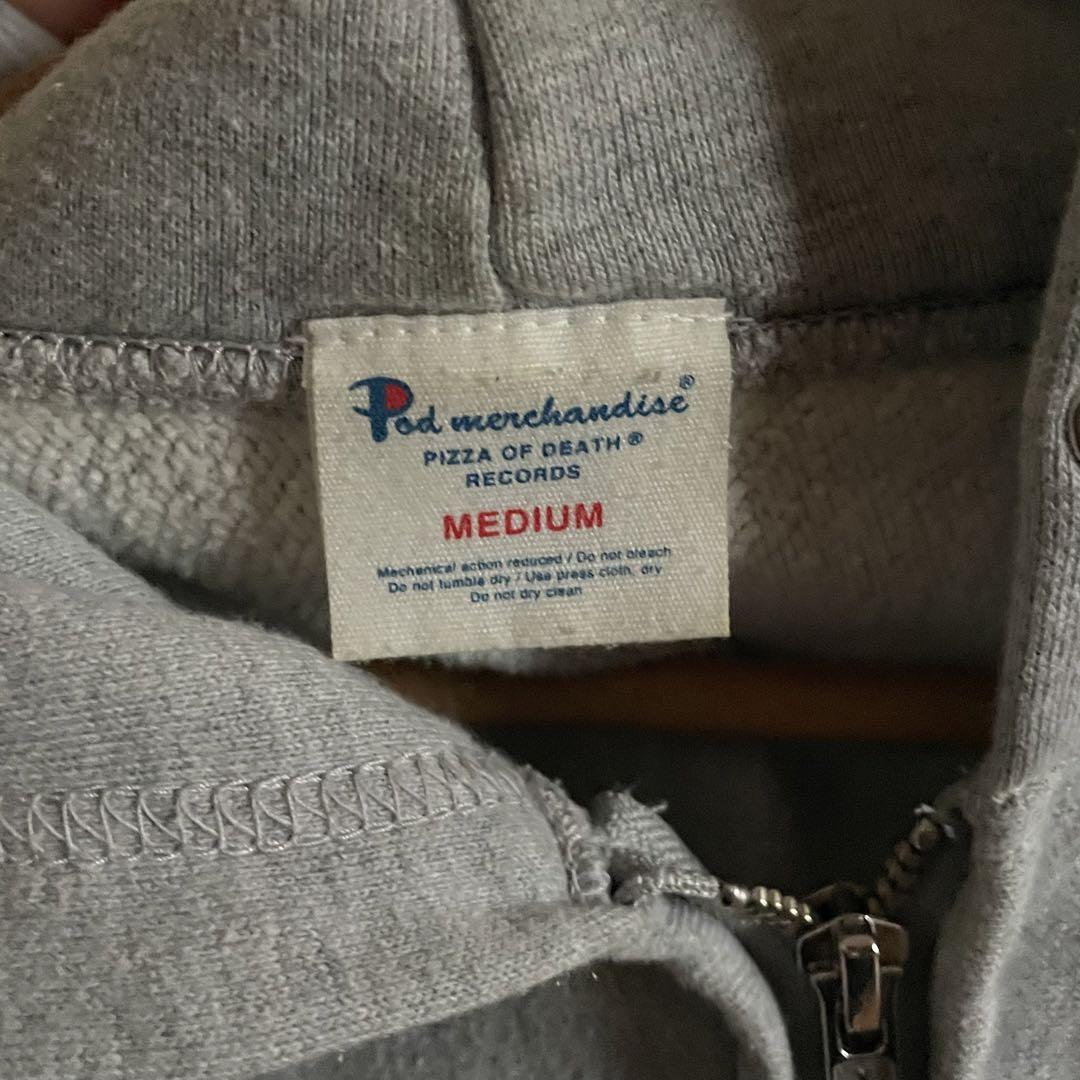 Pod merchandise®
PIZZA OF DEATH®
RECORDS
MEDIUM
Mechanical action reduced / Do not bleach
Do not tumble dry / Use press cloth, dry
Do not dry clean